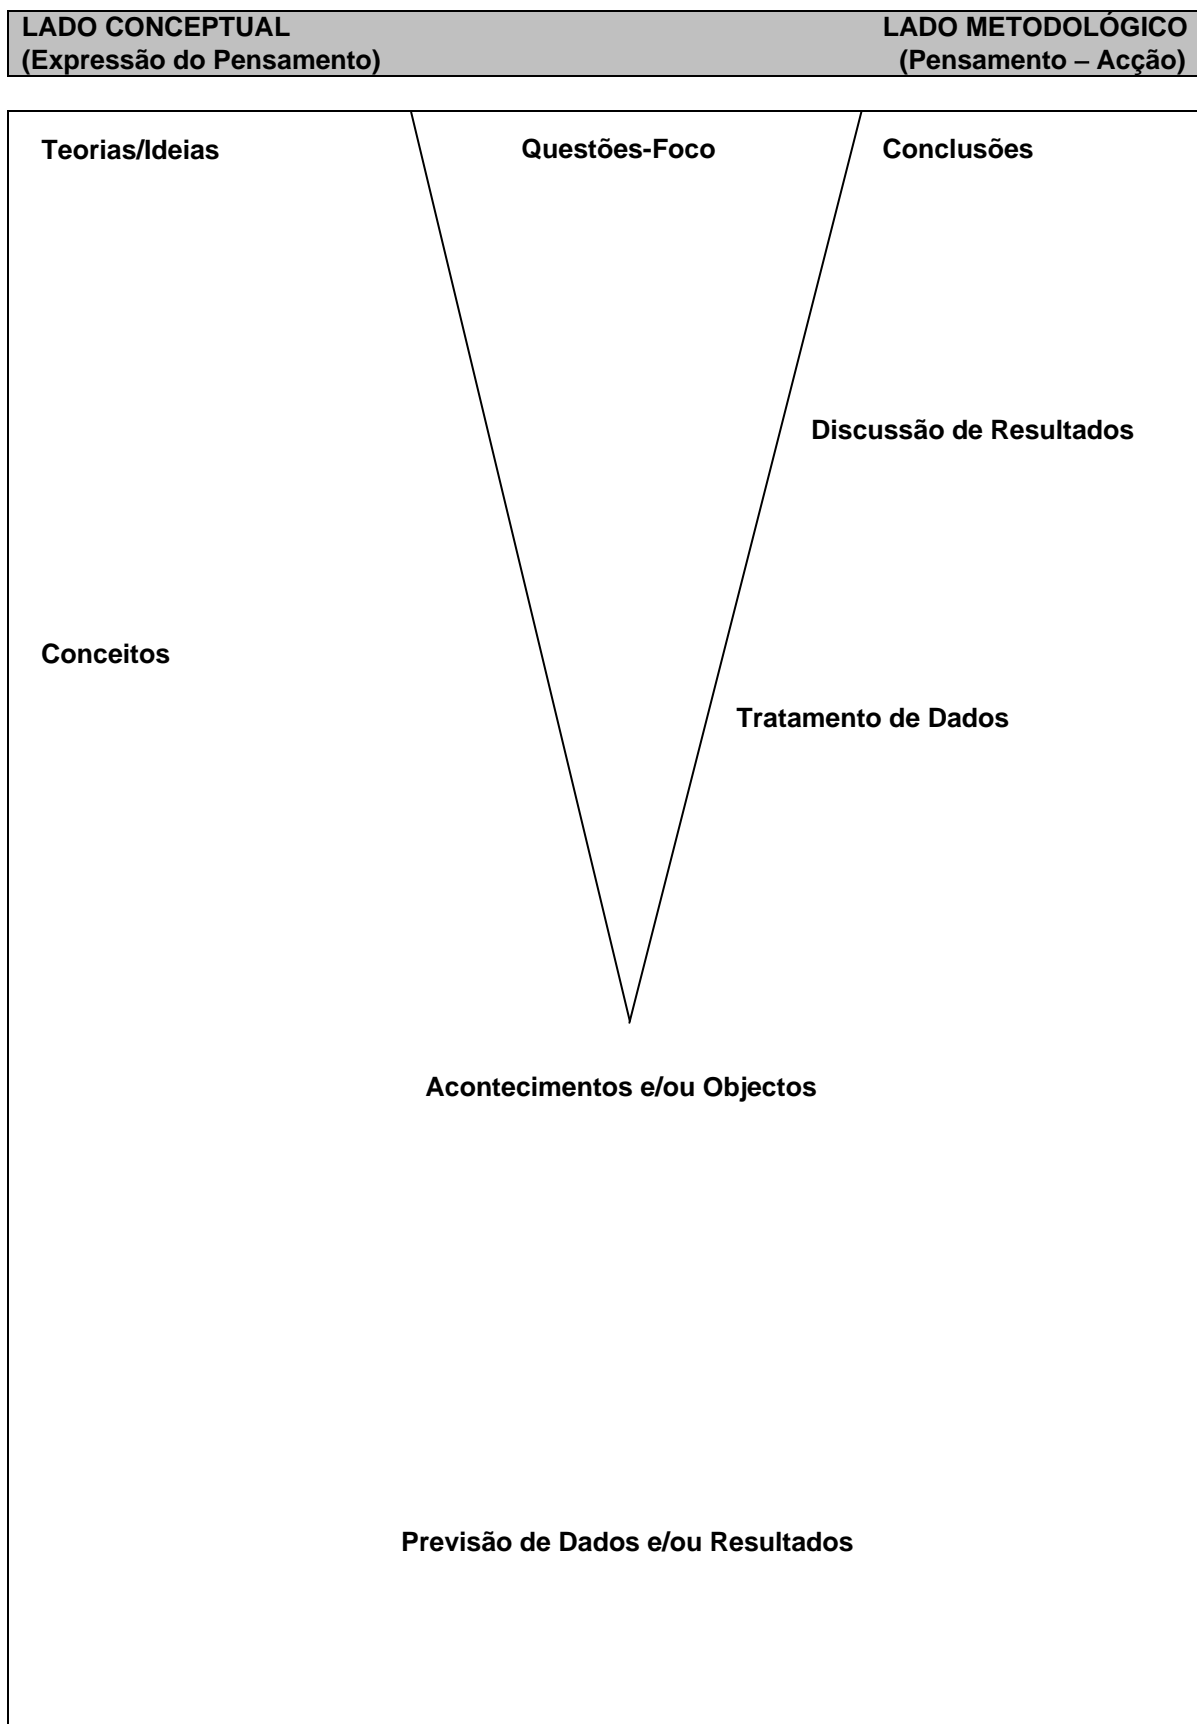 LADO CONCEPTUAL LADO METODOLÓGICO
(Expressão do Pensamento) (Pensamento – Acção)
Teorias/Ideias Questões-Foco Conclusões
Discussão de Resultados
Conceitos
Tratamento de Dados
Acontecimentos e/ou Objectos
Previsão de Dados e/ou Resultados